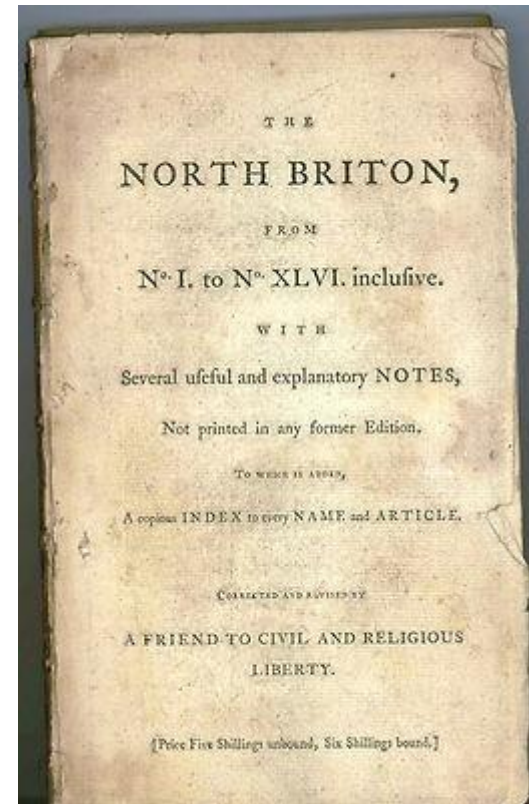 THE
NORTH BRITON,
FROM
No. I. to No. XLVI. incluſive.
WITH
Several uſeful and explanatory NOTES,
Not printed in any former Edition.
TO WHICH IS ADDED,
A copious INDEX to every NAME and ARTICLE.
CORRECTED AND REVISED BY
A FRIEND TO CIVIL AND RELIGIOUS
LIBERTY.
[Price Five Shillings unbound, Six Shillings bound.]